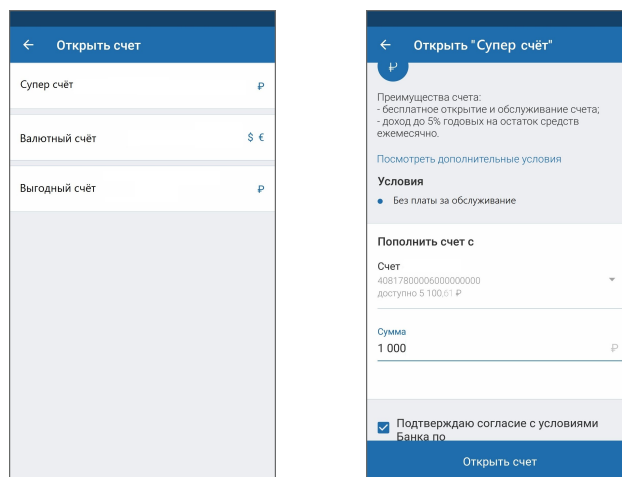 Открыть счет
Супер счёт
₽
Валютный счёт
$ €
Выгодный счёт
₽
Открыть "Супер счёт"
₽
Преимущества счета:
- бесплатное открытие и обслуживание счета;
- доход до 5% годовых на остаток средств
ежемесячно.
Посмотреть дополнительные условия
Условия
• Без платы за обслуживание
Пополнить счет с
Счет
40817800006000000000
доступно 5 100,61 ₽
Сумма
1 000 ₽
Подтверждаю согласие с условиями
Банка по
Открыть счет